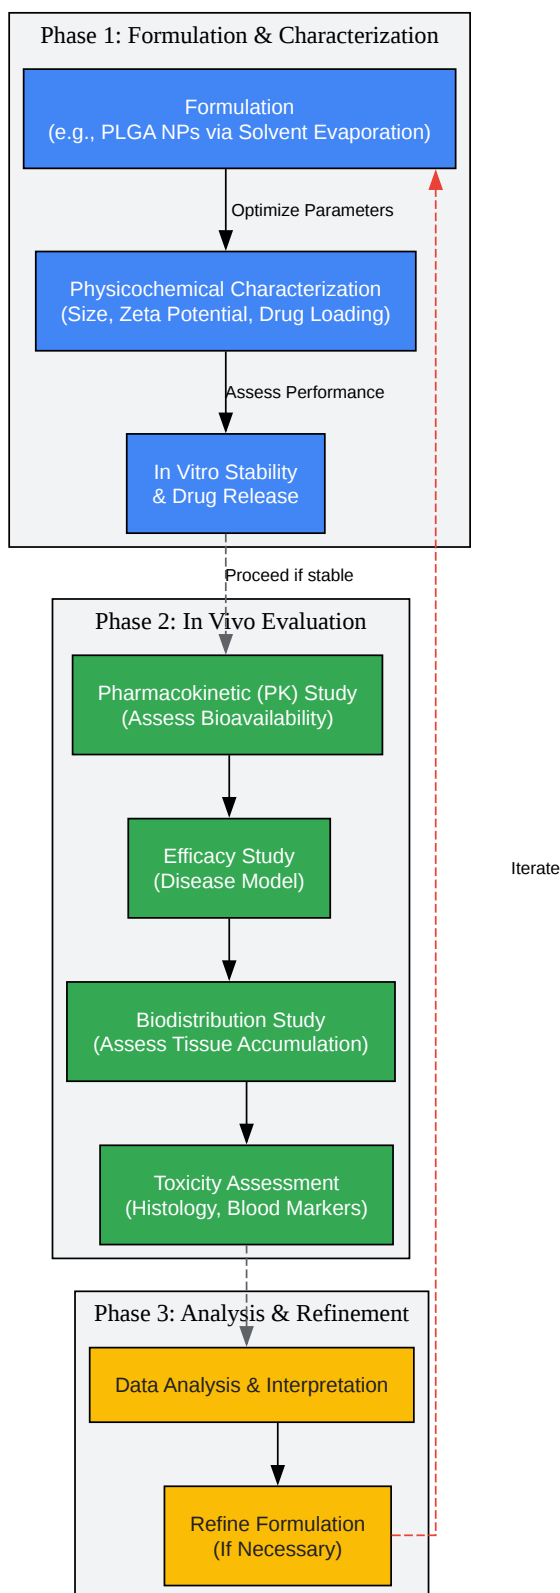 Phase 1: Formulation & Characterization
Formulation
(e.g., PLGA NPs via Solvent Evaporation)
Optimize Parameters
Physicochemical Characterization
(Size, Zeta Potential, Drug Loading)
Assess Performance
In Vitro Stability
& Drug Release
Proceed if stable
Phase 2: In Vivo Evaluation
Pharmacokinetic (PK) Study
(Assess Bioavailability)
Efficacy Study
(Disease Model)
Iterate
Biodistribution Study
(Assess Tissue Accumulation)
Toxicity Assessment
(Histology, Blood Markers)
Phase 3: Analysis & Refinement
Data Analysis & Interpretation
Refine Formulation
(If Necessary)